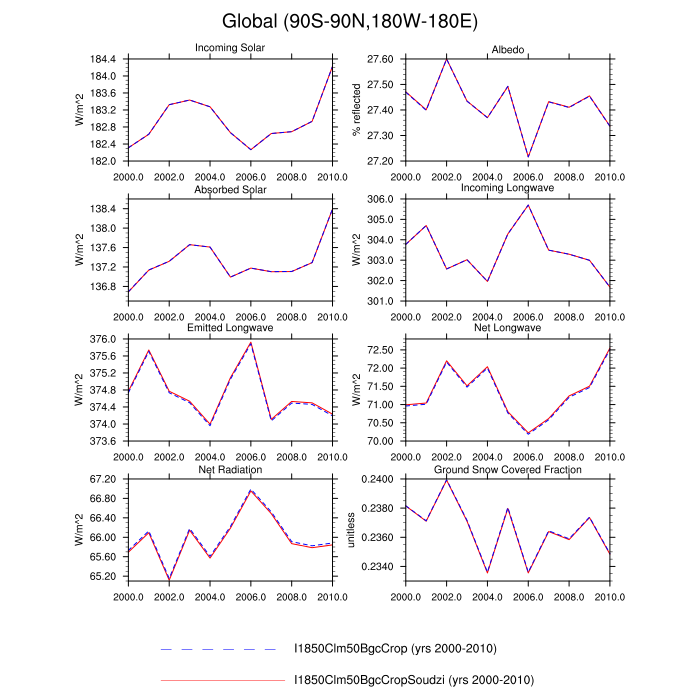 Global (90S-90N,180W-180E)
Incoming Solar
Albedo
184.4
184.0
183.6
183.2
182.8
182.4
182.0
W/m^2
2000.0 2002.0 2004.0 2006.0 2008.0 2010.0
27.60
27.50
27.40
27.30
27.20
% reflected
2000.0 2002.0 2004.0 2006.0 2008.0 2010.0
Absorbed Solar
Incoming Longwave
138.4
138.0
137.6
137.2
136.8
W/m^2
2000.0 2002.0 2004.0 2006.0 2008.0 2010.0
306.0
305.0
304.0
303.0
302.0
301.0
W/m^2
2000.0 2002.0 2004.0 2006.0 2008.0 2010.0
Emitted Longwave
Net Longwave
376.0
375.6
375.2
374.8
374.4
374.0
373.6
W/m^2
2000.0 2002.0 2004.0 2006.0 2008.0 2010.0
72.50
72.00
71.50
71.00
70.50
70.00
W/m^2
2000.0 2002.0 2004.0 2006.0 2008.0 2010.0
Net Radiation
Ground Snow Covered Fraction
67.20
66.80
66.40
66.00
65.60
65.20
W/m^2
2000.0 2002.0 2004.0 2006.0 2008.0 2010.0
0.2400
0.2380
0.2360
0.2340
unitless
2000.0 2002.0 2004.0 2006.0 2008.0 2010.0
I1850Clm50BgcCrop (yrs 2000-2010)
I1850Clm50BgcCropSoudzi (yrs 2000-2010)